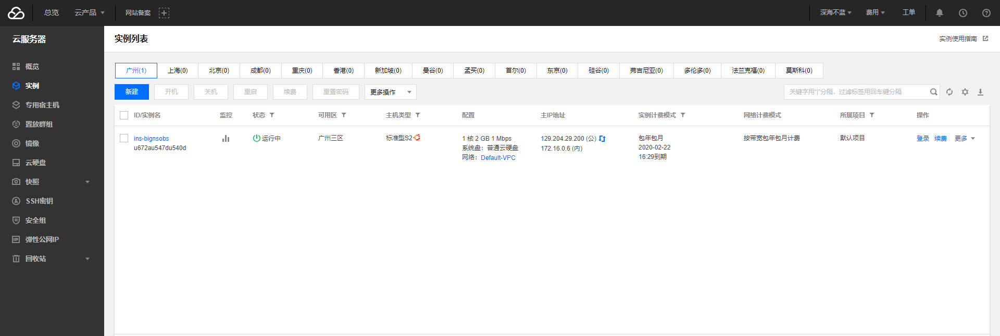 总览 云产品 网站备案 深海不蓝 费用 工单
云服务器
概览
实例
专用宿主机
置放群组
镜像
云硬盘
快照
SSH密钥
安全组
弹性公网IP
回收站
实例列表 实例使用指南
广州(1) 上海(0) 北京(0) 成都(0) 重庆(0) 香港(0) 新加坡(0) 曼谷(0) 孟买(0) 首尔(0) 东京(0) 硅谷(0) 弗吉尼亚(0) 多伦多(0) 法兰克福(0) 莫斯科(0)
新建 开机 关机 重启 续费 重置密码 更多操作 关键字用“|”分隔，过滤标签用回车键分隔
ID/实例名 监控 状态 可用区 主机类型 配置 主IP地址 实例计费模式 网络计费模式 所属项目 操作
ins-bignsobs
u672au547du540d
运行中
广州三区
标准型S2
1 核 2 GB 1 Mbps
系统盘：普通云硬盘
网络：Default-VPC
129.204.29.200 (公)
172.16.0.6 (内)
包年包月
2020-02-22
16:29到期
按带宽包年包月计费
默认项目
登录 续费 更多